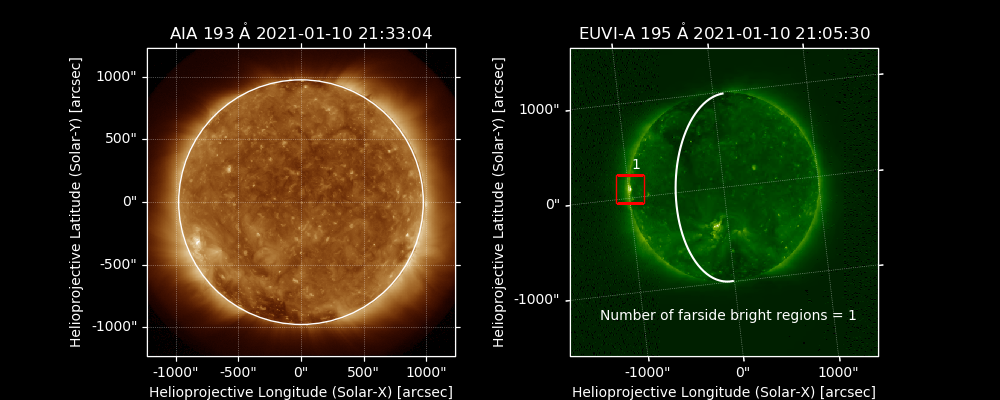 AIA 193 Å 2021-01-10 21:33:04
Helioprojective Latitude (Solar-Y) [arcsec]
1000"
500"
0"
-500"
-1000"
-1000" -500" 0" 500" 1000"
Helioprojective Longitude (Solar-X) [arcsec]
EUVI-A 195 Å 2021-01-10 21:05:30
Helioprojective Latitude (Solar-Y) [arcsec]
1000"
0"
-1000"
1
Number of farside bright regions = 1
-1000" 0" 1000"
Helioprojective Longitude (Solar-X) [arcsec]